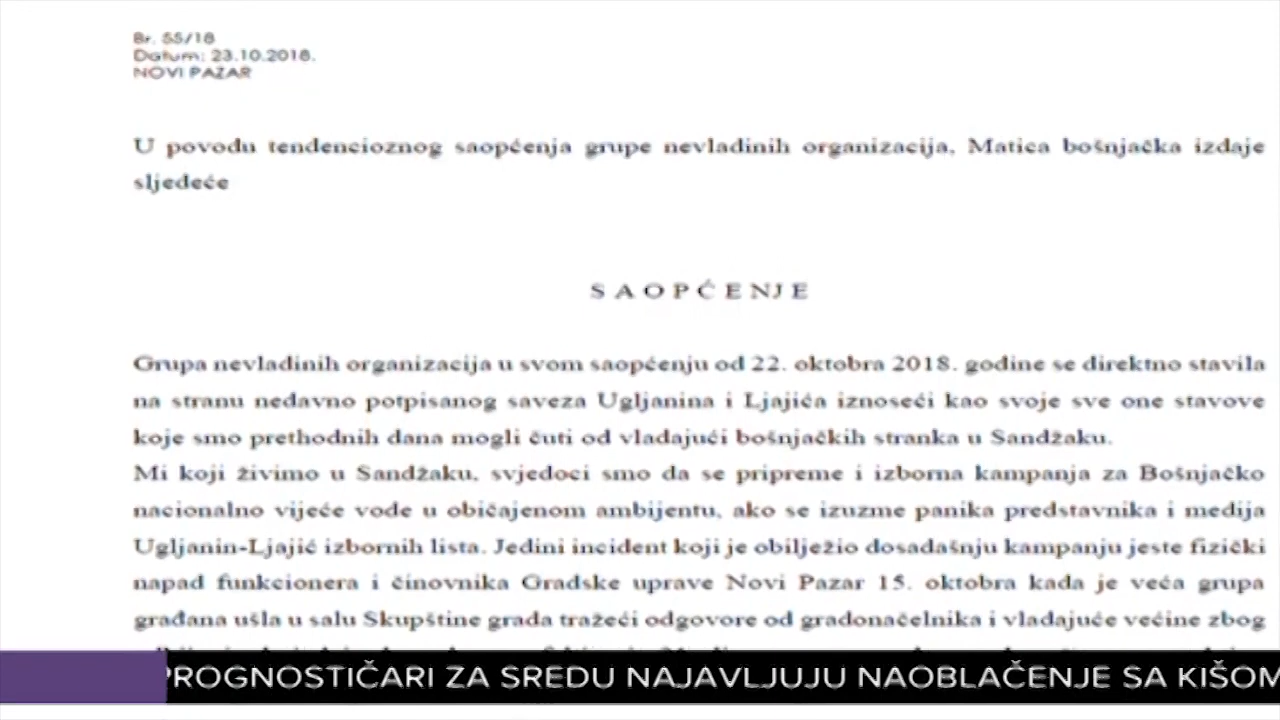 Br. 55/18
Datum: 23.10.2018.
NOVI PAZAR
U povodu tendencioznog saopćenja grupe nevladinih organizacija, Matica bošnjačka izdaje
sljedeće
S A O P Ć E NJ E
Grupa nevladinih organizacija u svom saopćenju od 22. oktobra 2018. godine se direktno stavila
na stranu nedavno potpisanog saveza Ugljanina i Ljajića iznoseći kao svoje sve one stavove
koje smo prethodnih dana mogli čuti od vladajući bošnjačkih stranka u Sandžaku.
Mi koji živimo u Sandžaku, svjedoci smo da se pripreme i izborna kampanja za Bošnjačko
nacionalno vijeće vode u običajenom ambijentu, ako se izuzme panika predstavnika i medija
Ugljanin-Ljajić izbornih lista. Jedini incident koji je obilježio dosadašnju kampanju jeste fizički
napad funkcionera i činovnika Gradske uprave Novi Pazar 15. oktobra kada je veća grupa
građana ušla u salu Skupštine grada tražeći odgovore od gradonačelnika i vladajuće većine zbog
PROGNOSTIČARI ZA SREDU NAJAVLJUJU NAOBLAČENJE SA KIŠOM